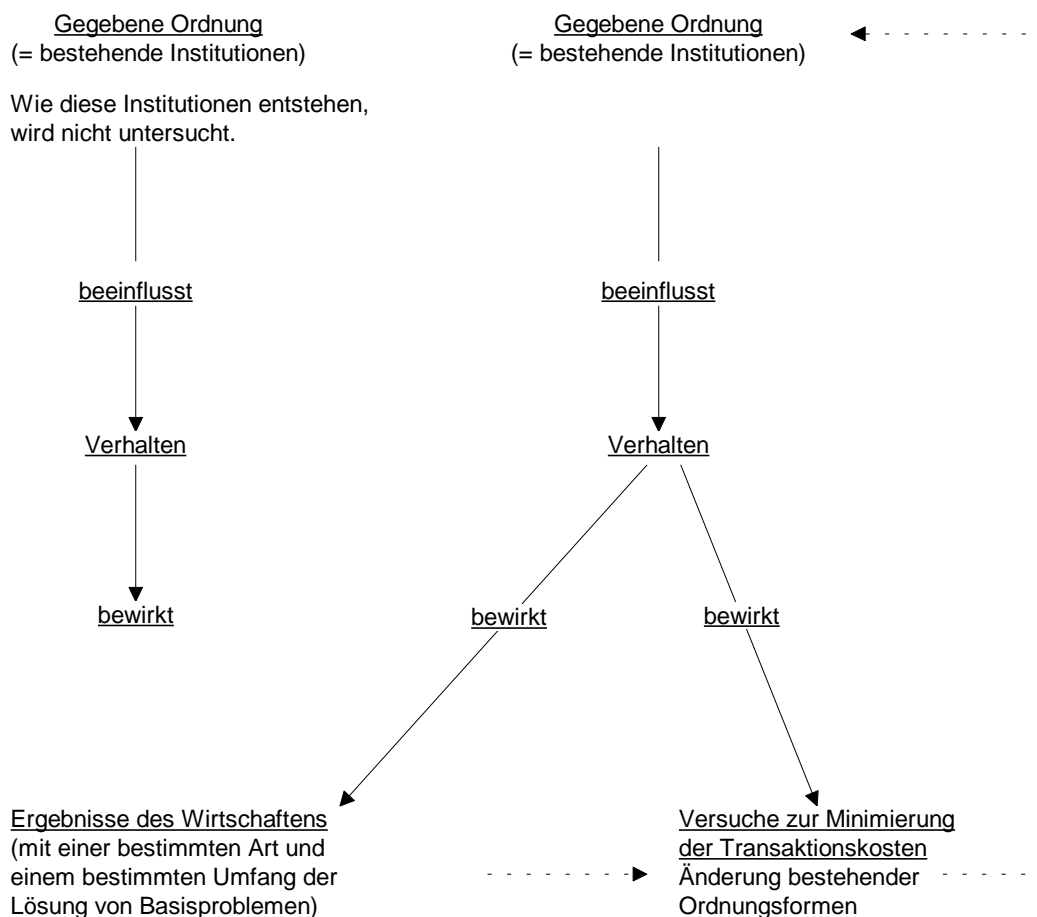 Gegebene Ordnung
(= bestehende Institutionen)
Wie diese Institutionen entstehen,
wird nicht untersucht.
beeinflusst
Verhalten
bewirkt
Gegebene Ordnung
(= bestehende Institutionen)
beeinflusst
Verhalten
bewirkt
bewirkt
Ergebnisse des Wirtschaftens
(mit einer bestimmten Art und
einem bestimmten Umfang der
Lösung von Basisproblemen)
Versuche zur Minimierung
der Transaktionskosten
Änderung bestehender
Ordnungsformen